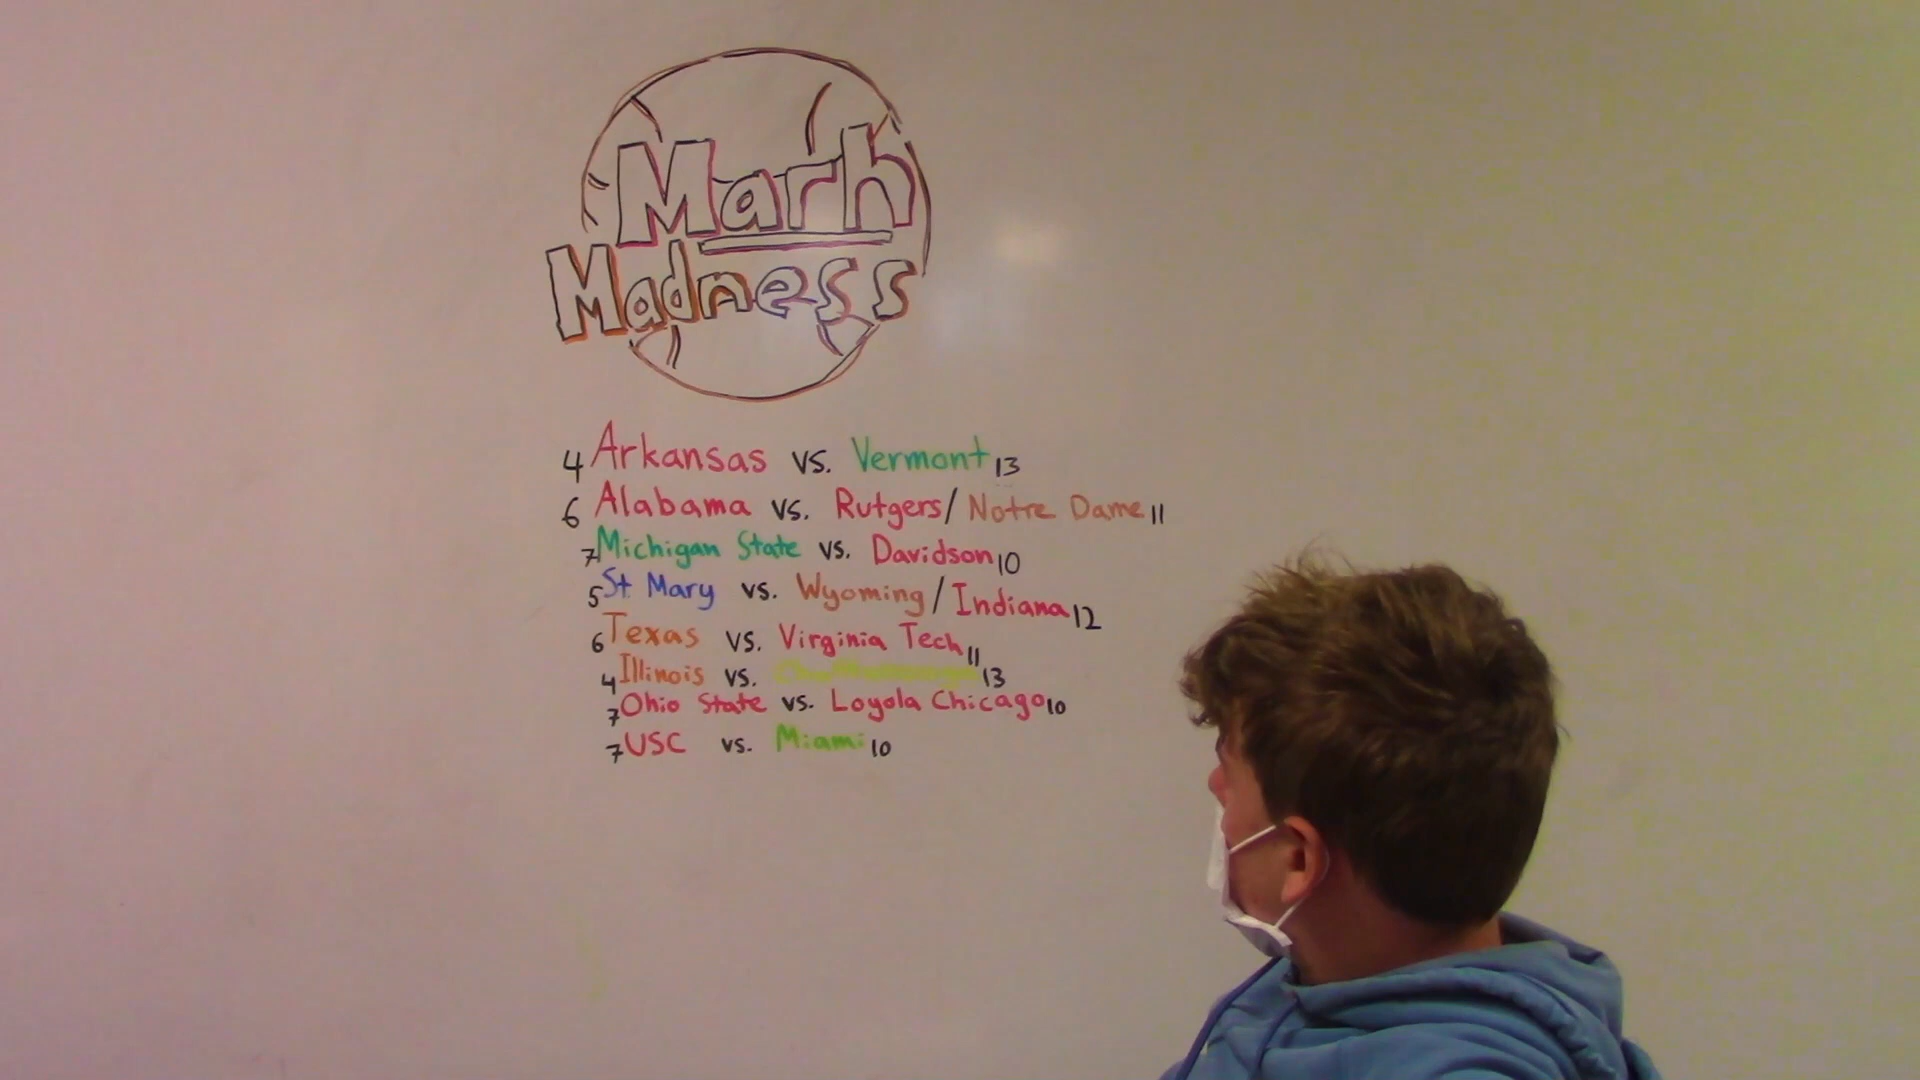 Marh
Madness
4 Arkansas vs. Vermont 13
6 Alabama vs. Rutgers/Notre Dame 11
7 Michigan State vs. Davidson 10
5 St Mary vs. Wyoming/Indiana 12
6 Texas vs. Virginia Tech 11
4 Illinois vs. 13
7 Ohio State vs. Loyola Chicago 10
7 USC vs. Miami 10